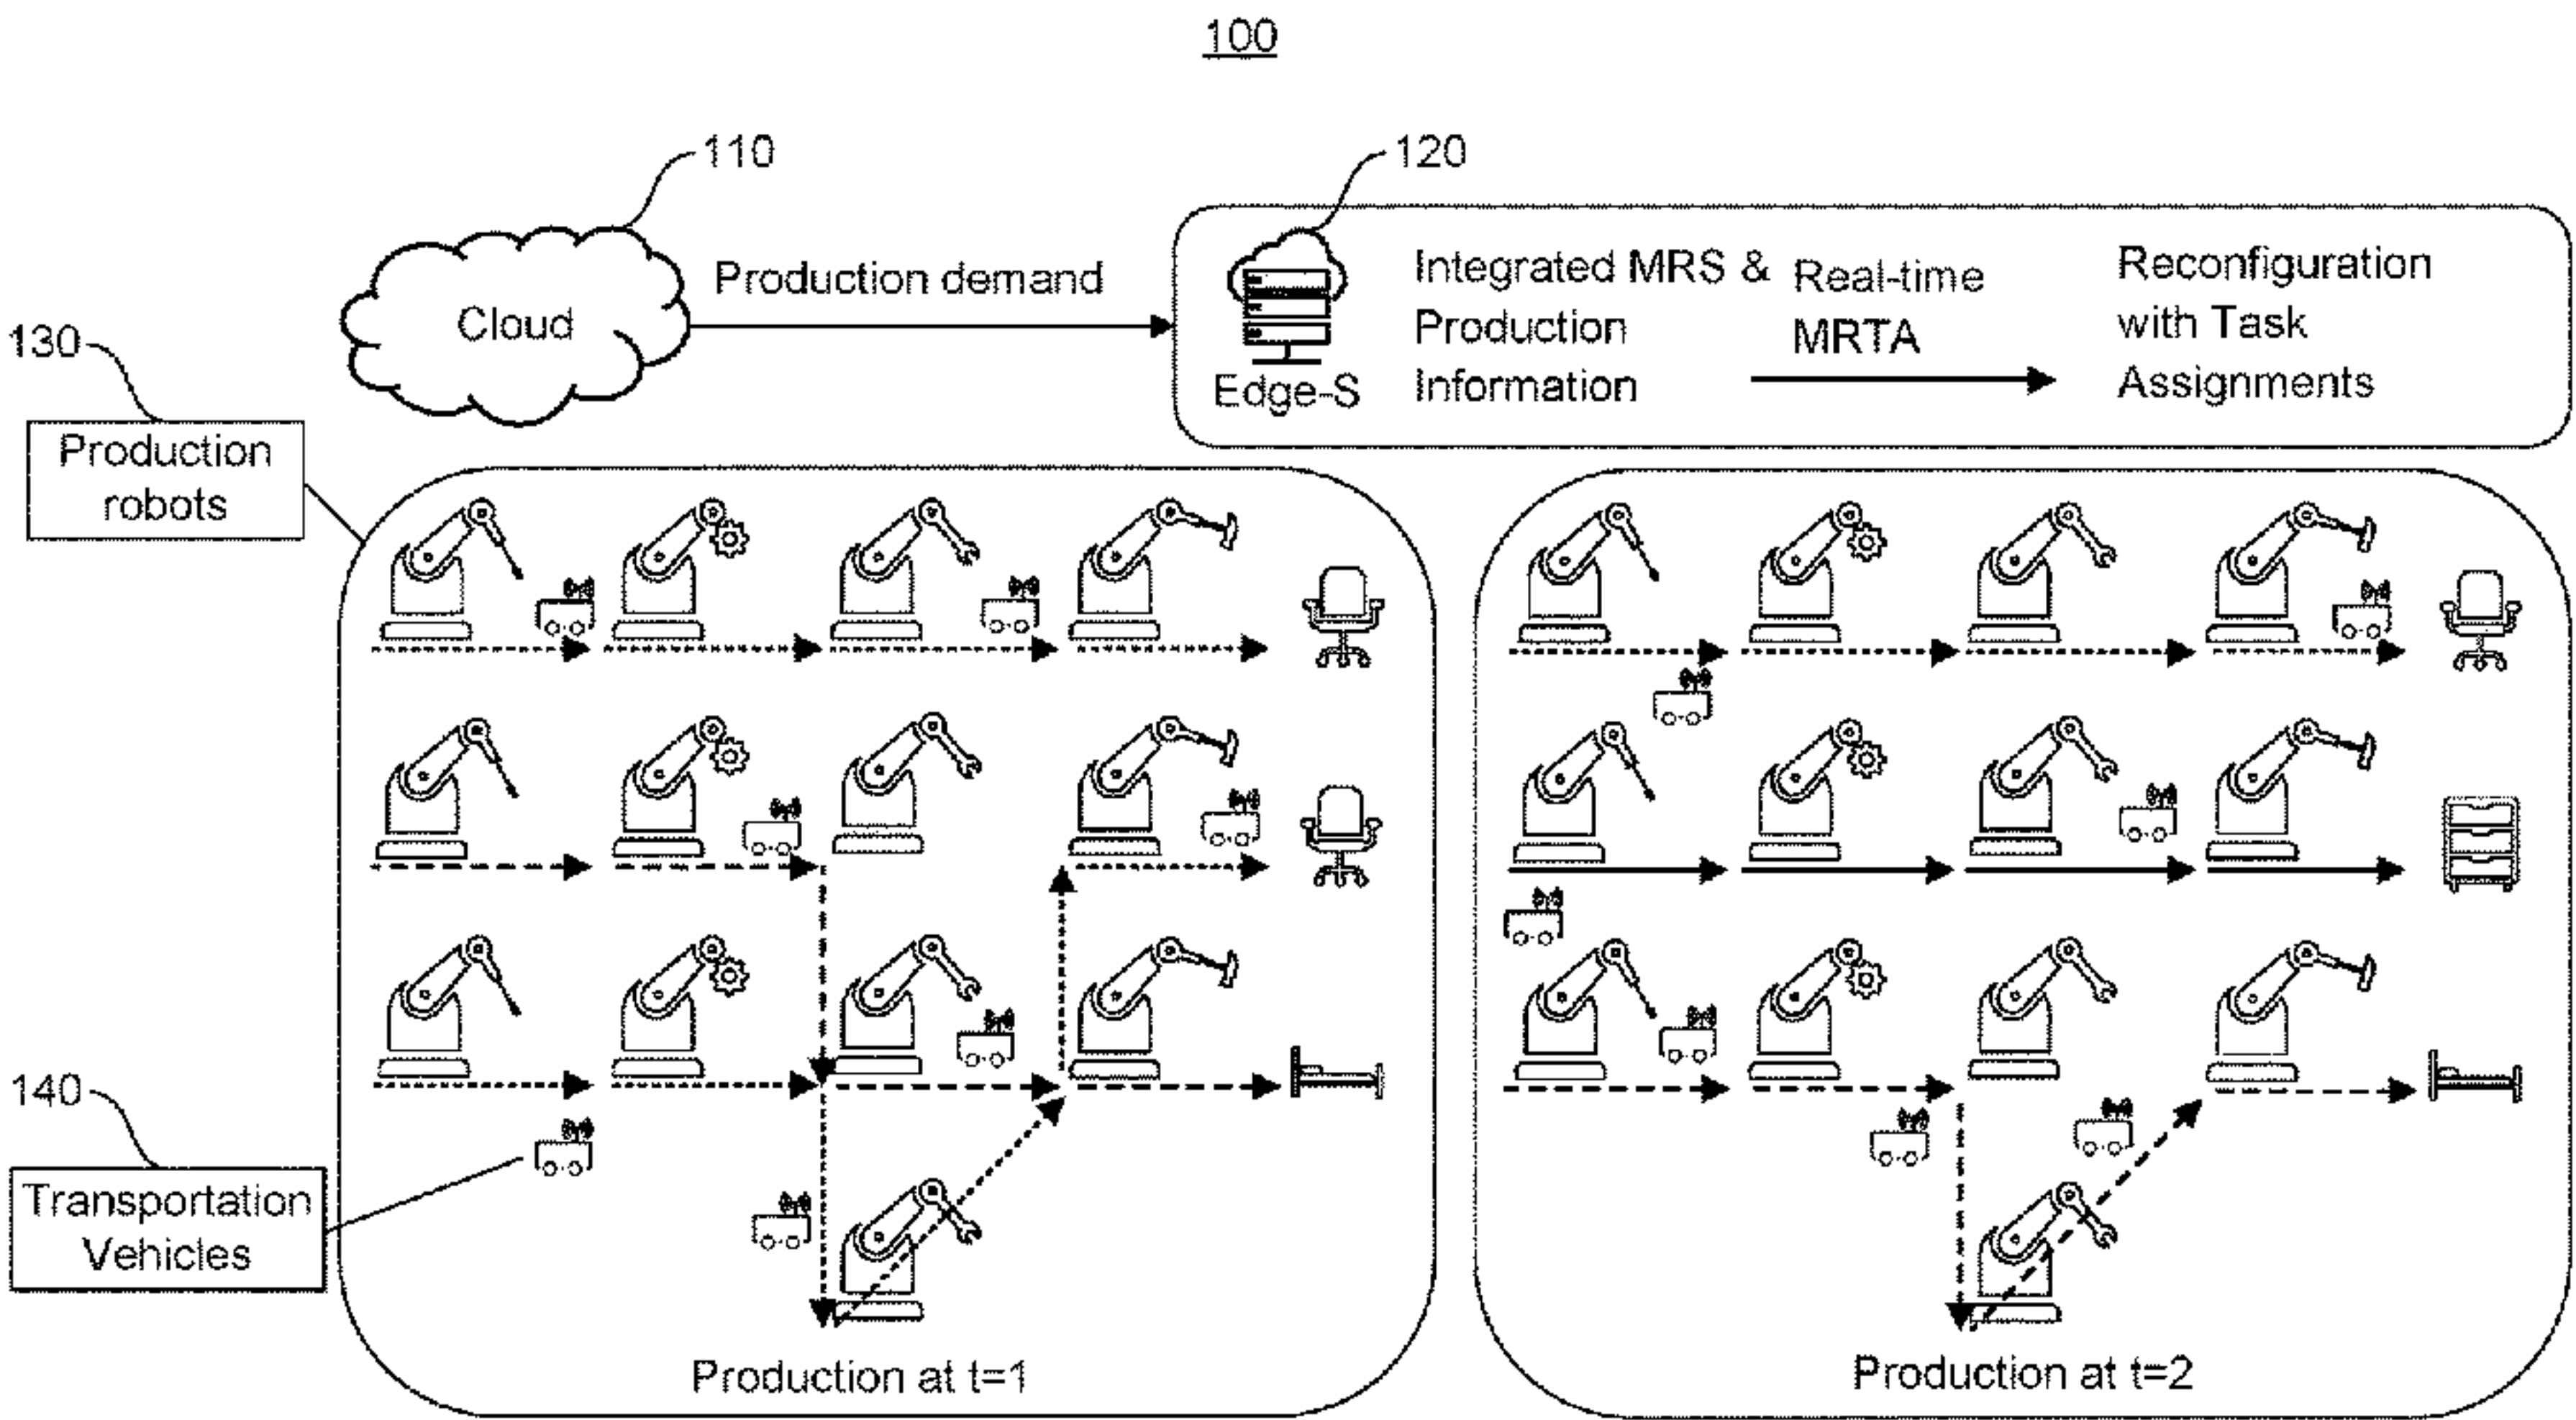 100
110
120
Cloud
Production demand
Edge-S
Integrated MRS &
Production
Information
Real-time
MRTA
Reconfiguration
with Task
Assignments
130
Production
robots
140
Transportation
Vehicles
Production at t=1
Production at t=2